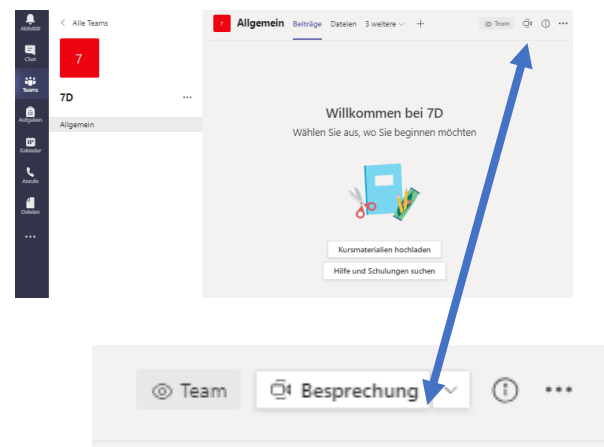 Aktivität
Chat
Teams
Aufgaben
Kalender
Anrufe
Dateien
Alle Teams
7
7D
Allgemein
7 Allgemein Beiträge Dateien 3 weitere Team
Willkommen bei 7D
Wählen Sie aus, wo Sie beginnen möchten
Kursmaterialien hochladen
Hilfe und Schulungen suchen
Team Besprechung